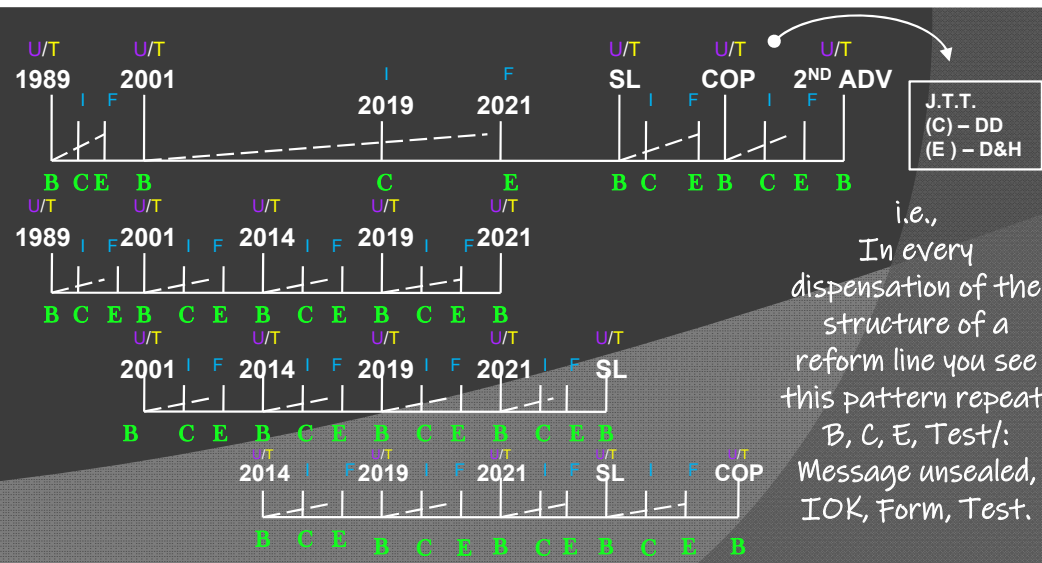 U/T U/T U/T U/T U/T
1989 2001 SL COP 2ND ADV
I F I F I F I F
2019 2021
J.T.T.
(C) – DD
(E ) – D&H
B C E B C E B C E B C E B
U/T U/T U/T U/T U/T
1989 I F 2001 I F 2014 I F 2019 I F 2021
B C E B C E B C E B C E B
U/T U/T U/T U/T U/T
2001 I F 2014 I F 2019 I F 2021 I F SL
B C E B C E B C E B C E B
U/T U/T U/T U/T U/T
2014 I F 2019 I F 2021 I F SL I F COP
B C E B C E B C E B C E B
i.e.,
In every
dispensation of the
structure of a
reform line you see
this pattern repeat
B, C, E, Test/:
Message unsealed,
IOK, Form, Test.